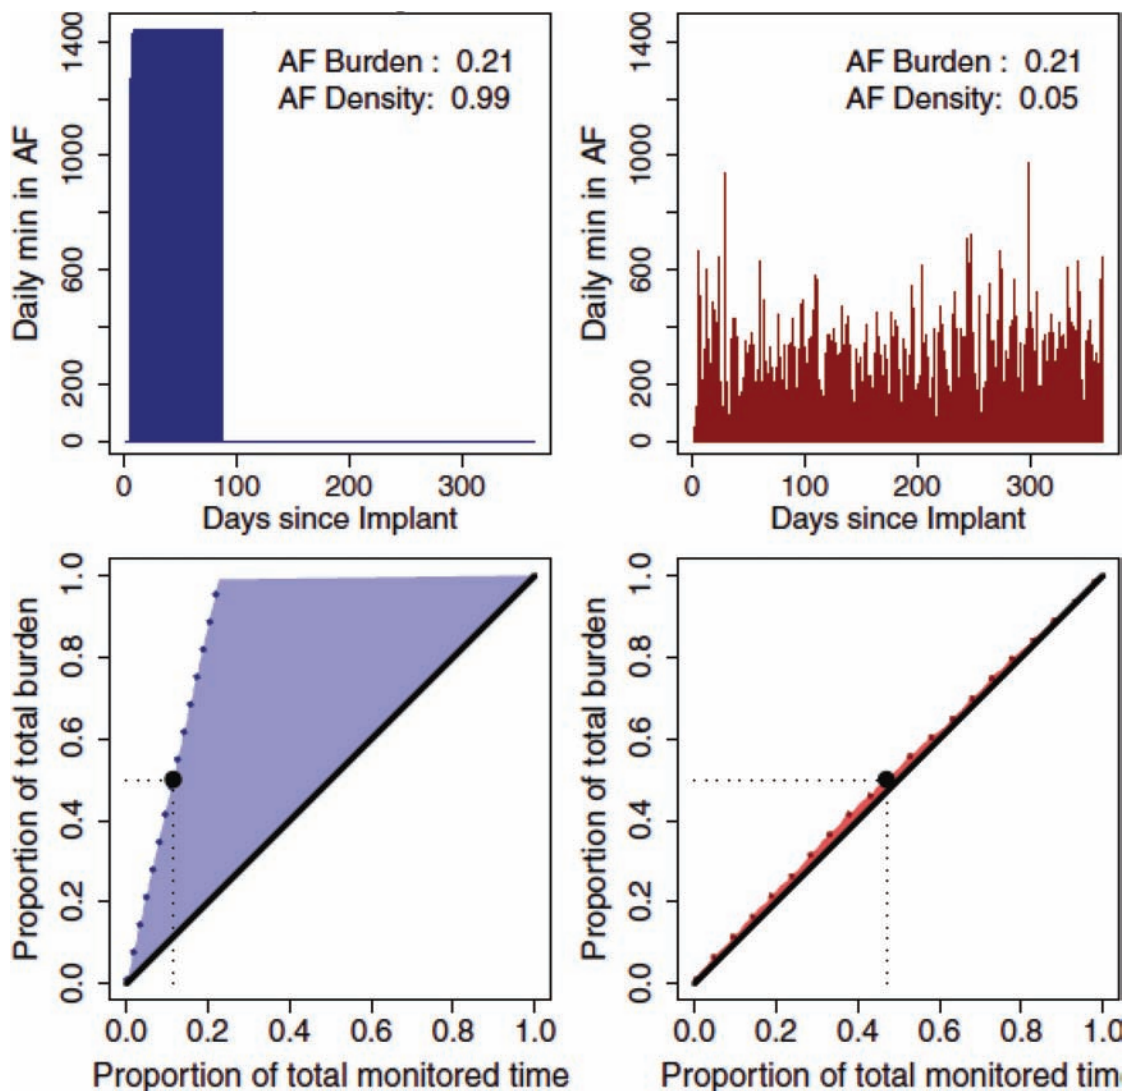 AF Burden : 0.21
AF Density: 0.99
Daily min in AF
0 200 600 1000 1400
0 100 200 300
Days since Implant
AF Burden : 0.21
AF Density: 0.05
Daily min in AF
0 200 600 1000 1400
0 100 200 300
Days since Implant
Proportion of total burden
0.0 0.2 0.4 0.6 0.8 1.0
0.0 0.2 0.4 0.6 0.8 1.0
Proportion of total monitored time
Proportion of total burden
0.0 0.2 0.4 0.6 0.8 1.0
0.0 0.2 0.4 0.6 0.8 1.0
Proportion of total monitored tim